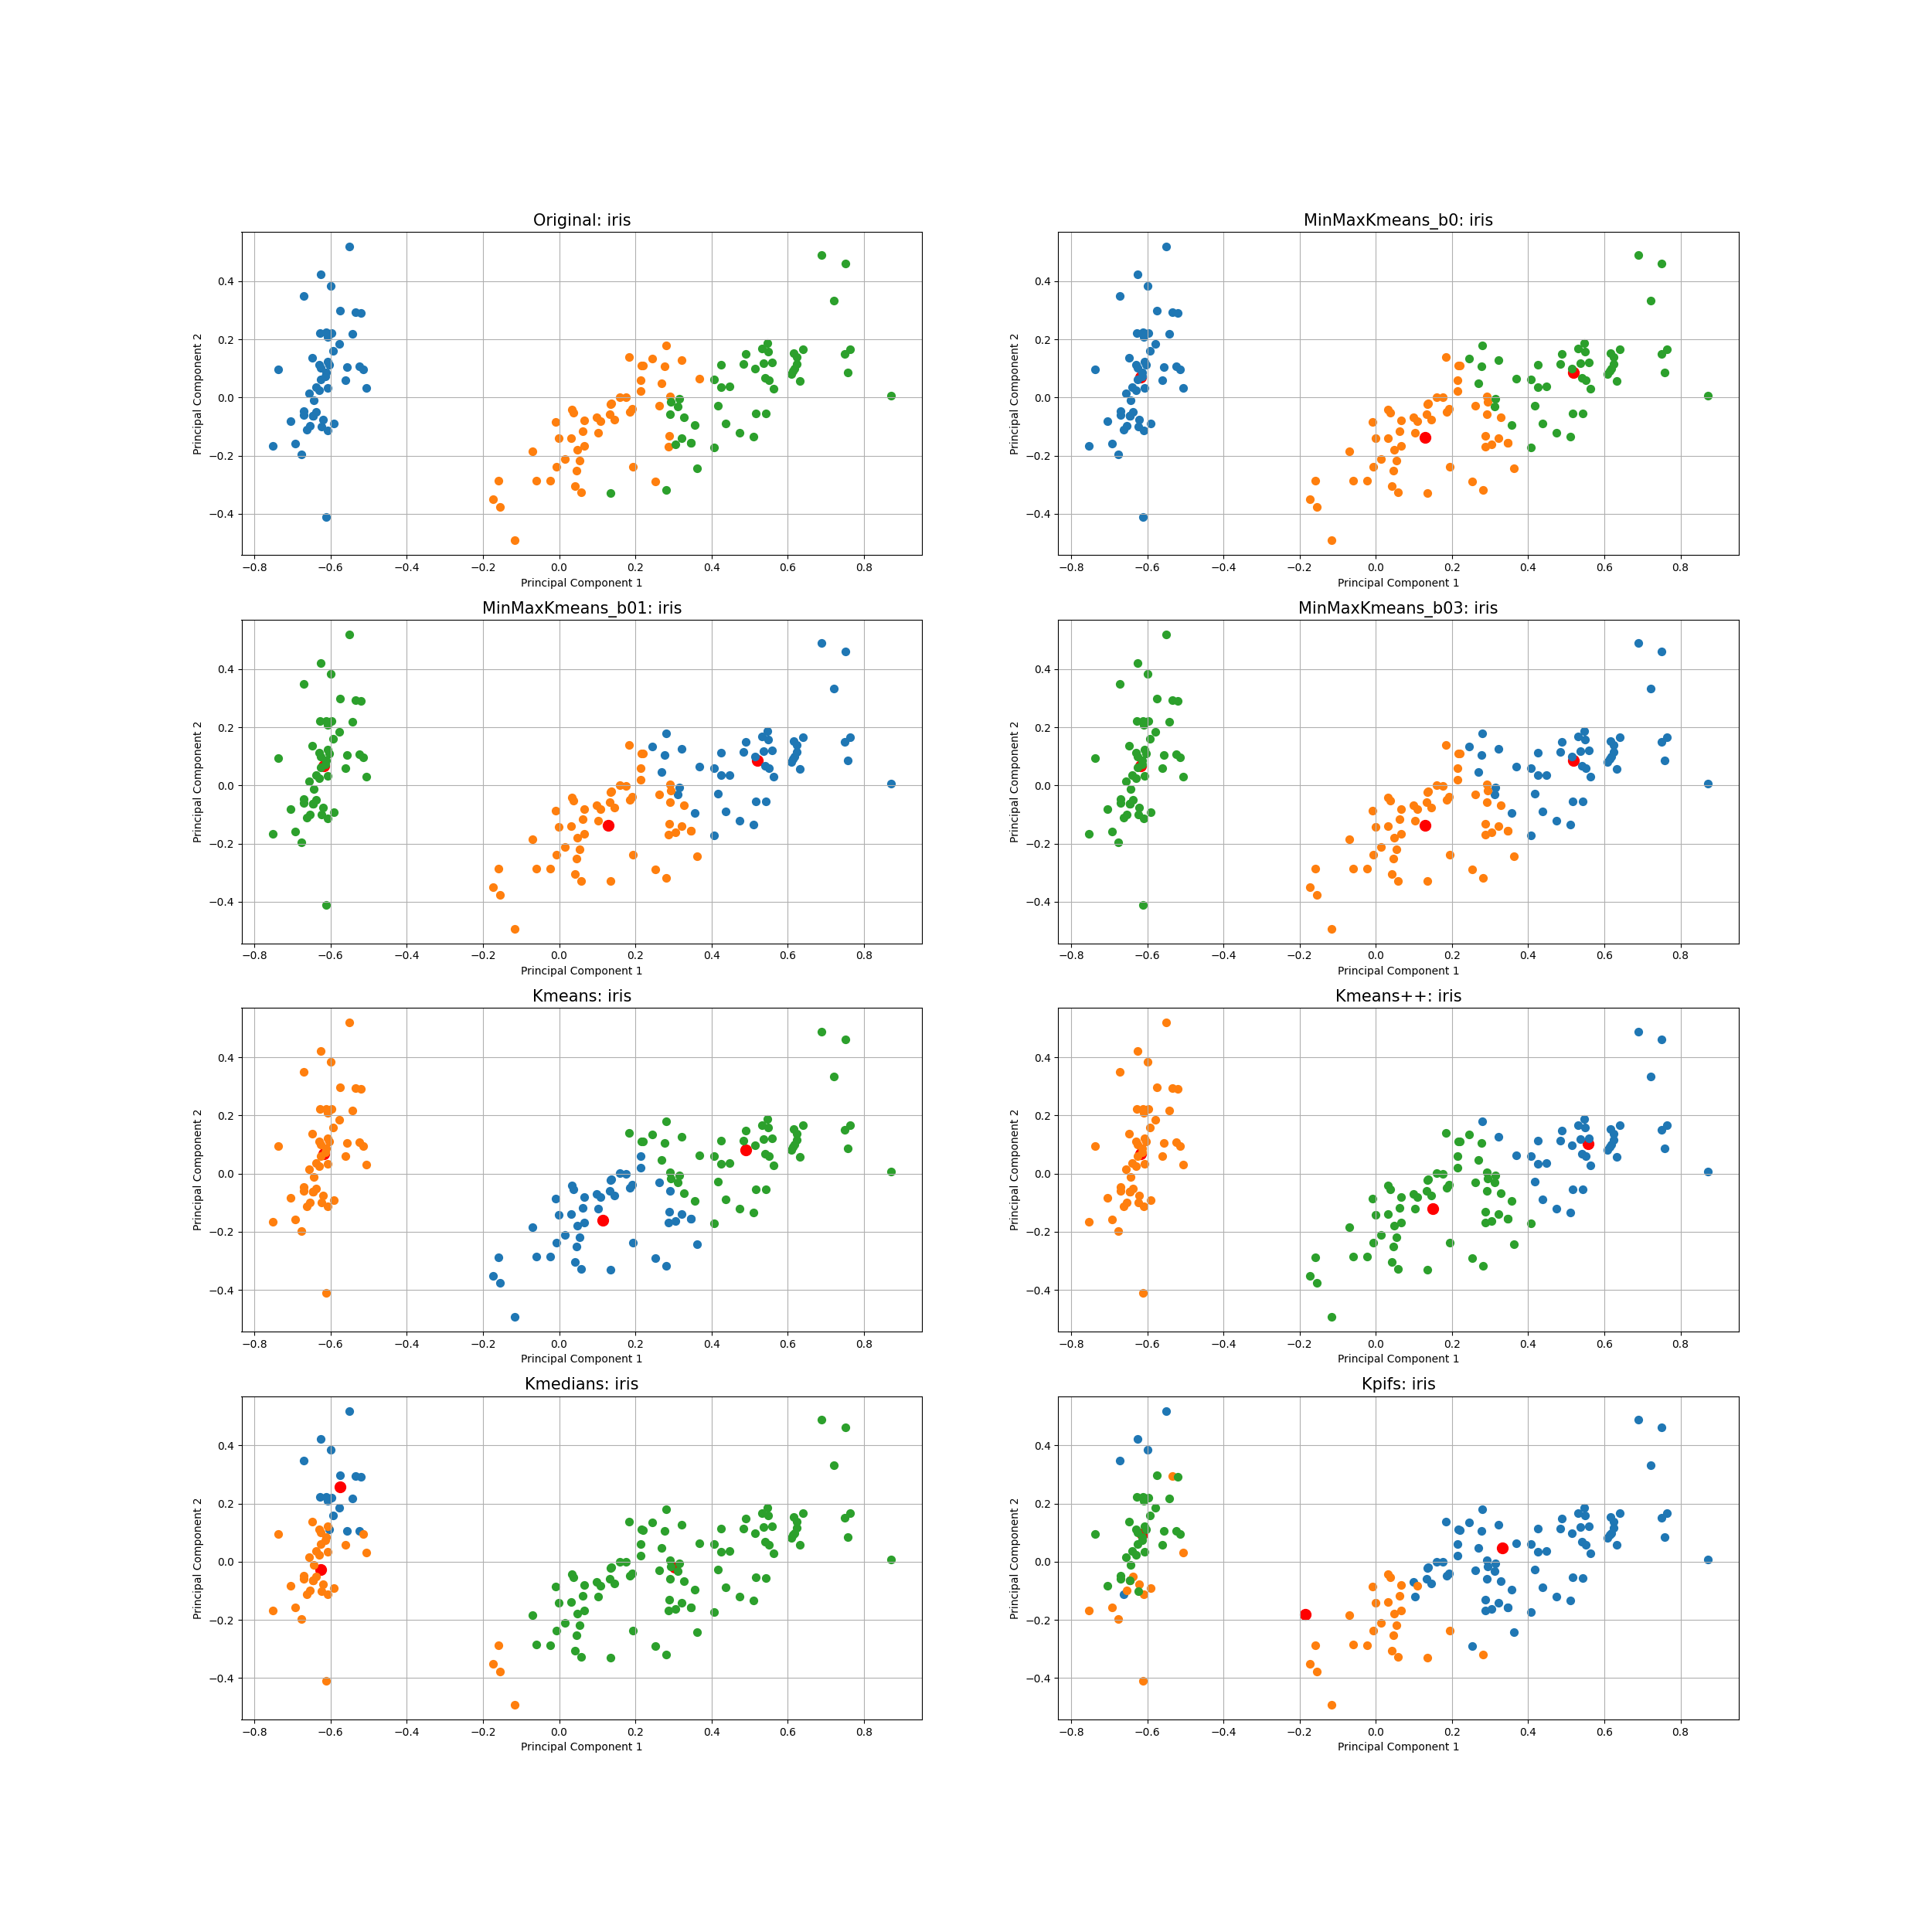 Original: iris
0.4
0.2
0.0
−0.2
−0.4
Principal Component 2
−0.8 −0.6 −0.4 −0.2 0.0 0.2 0.4 0.6 0.8
Principal Component 1
MinMaxKmeans_b0: iris
0.4
0.2
0.0
−0.2
−0.4
Principal Component 2
−0.8 −0.6 −0.4 −0.2 0.0 0.2 0.4 0.6 0.8
Principal Component 1
MinMaxKmeans_b01: iris
0.4
0.2
0.0
−0.2
−0.4
Principal Component 2
−0.8 −0.6 −0.4 −0.2 0.0 0.2 0.4 0.6 0.8
Principal Component 1
MinMaxKmeans_b03: iris
0.4
0.2
0.0
−0.2
−0.4
Principal Component 2
−0.8 −0.6 −0.4 −0.2 0.0 0.2 0.4 0.6 0.8
Principal Component 1
Kmeans: iris
0.4
0.2
0.0
−0.2
−0.4
Principal Component 2
−0.8 −0.6 −0.4 −0.2 0.0 0.2 0.4 0.6 0.8
Principal Component 1
Kmeans++: iris
0.4
0.2
0.0
−0.2
−0.4
Principal Component 2
−0.8 −0.6 −0.4 −0.2 0.0 0.2 0.4 0.6 0.8
Principal Component 1
Kmedians: iris
0.4
0.2
0.0
−0.2
−0.4
Principal Component 2
−0.8 −0.6 −0.4 −0.2 0.0 0.2 0.4 0.6 0.8
Principal Component 1
Kpifs: iris
0.4
0.2
0.0
−0.2
−0.4
Principal Component 2
−0.8 −0.6 −0.4 −0.2 0.0 0.2 0.4 0.6 0.8
Principal Component 1